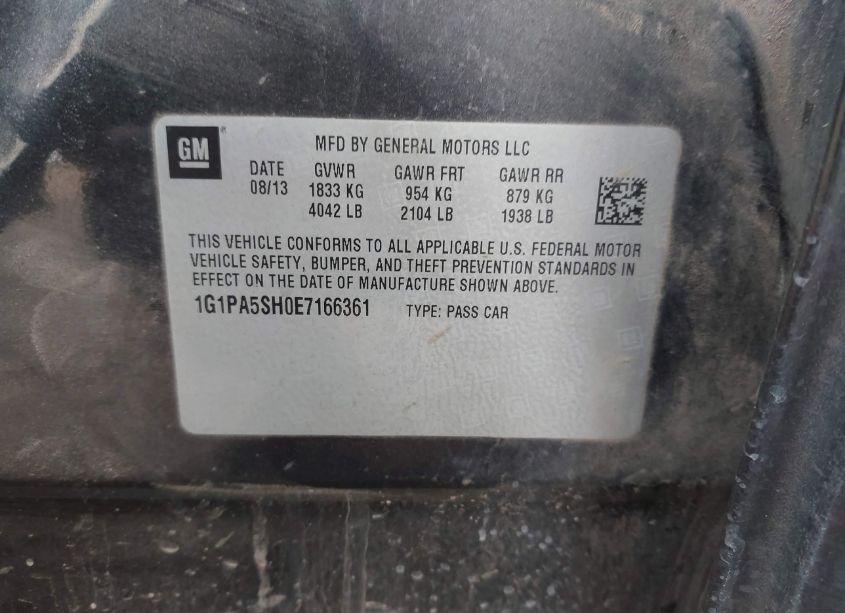 GM
MFD BY GENERAL MOTORS LLC
DATE GVWR GAWR FRT GAWR RR
08/13 1833 KG 954 KG 879 KG
4042 LB 2104 LB 1938 LB
THIS VEHICLE CONFORMS TO ALL APPLICABLE U.S. FEDERAL MOTOR
VEHICLE SAFETY, BUMPER, AND THEFT PREVENTION STANDARDS IN
EFFECT ON THE DATE OF MANUFACTURE SHOWN ABOVE.
1G1PA5SH0E7166361 TYPE: PASS CAR